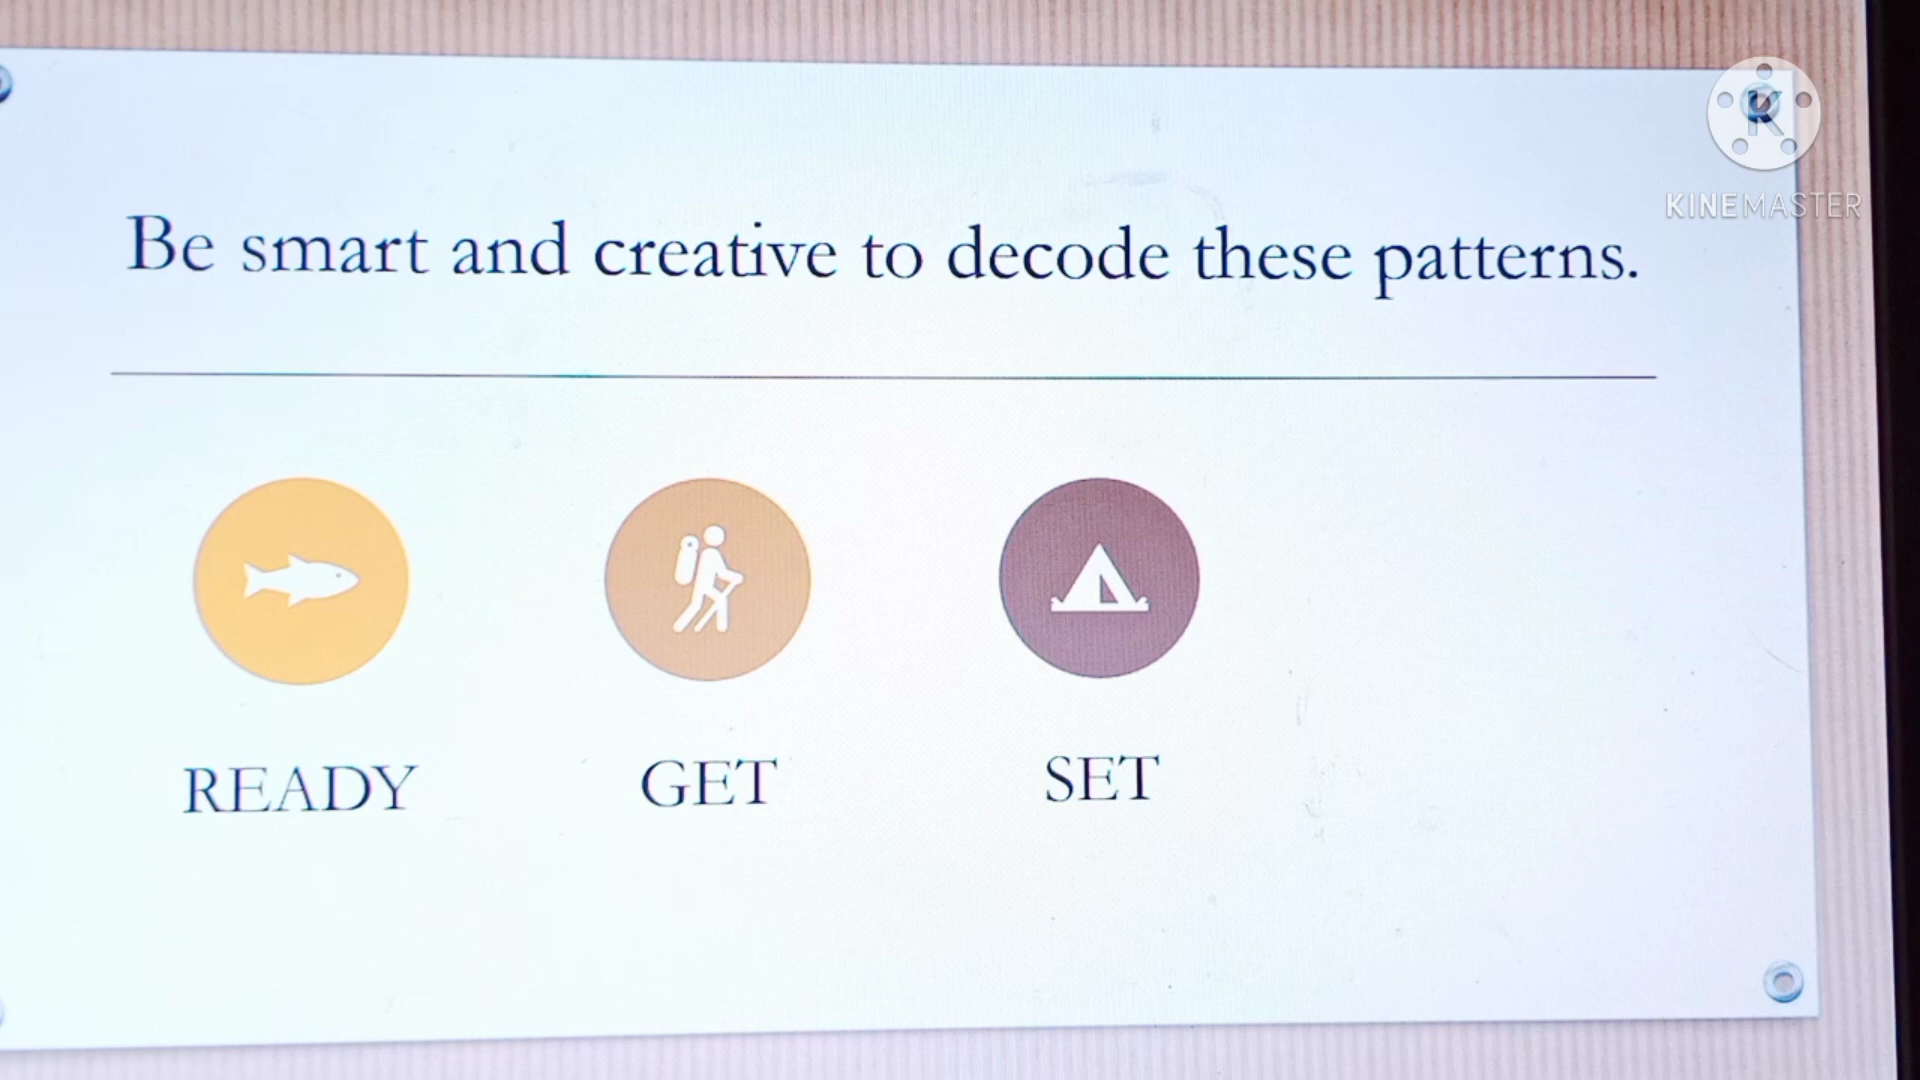 KINEMASTER
Be smart and creative to decode these patterns.
READY GET SET